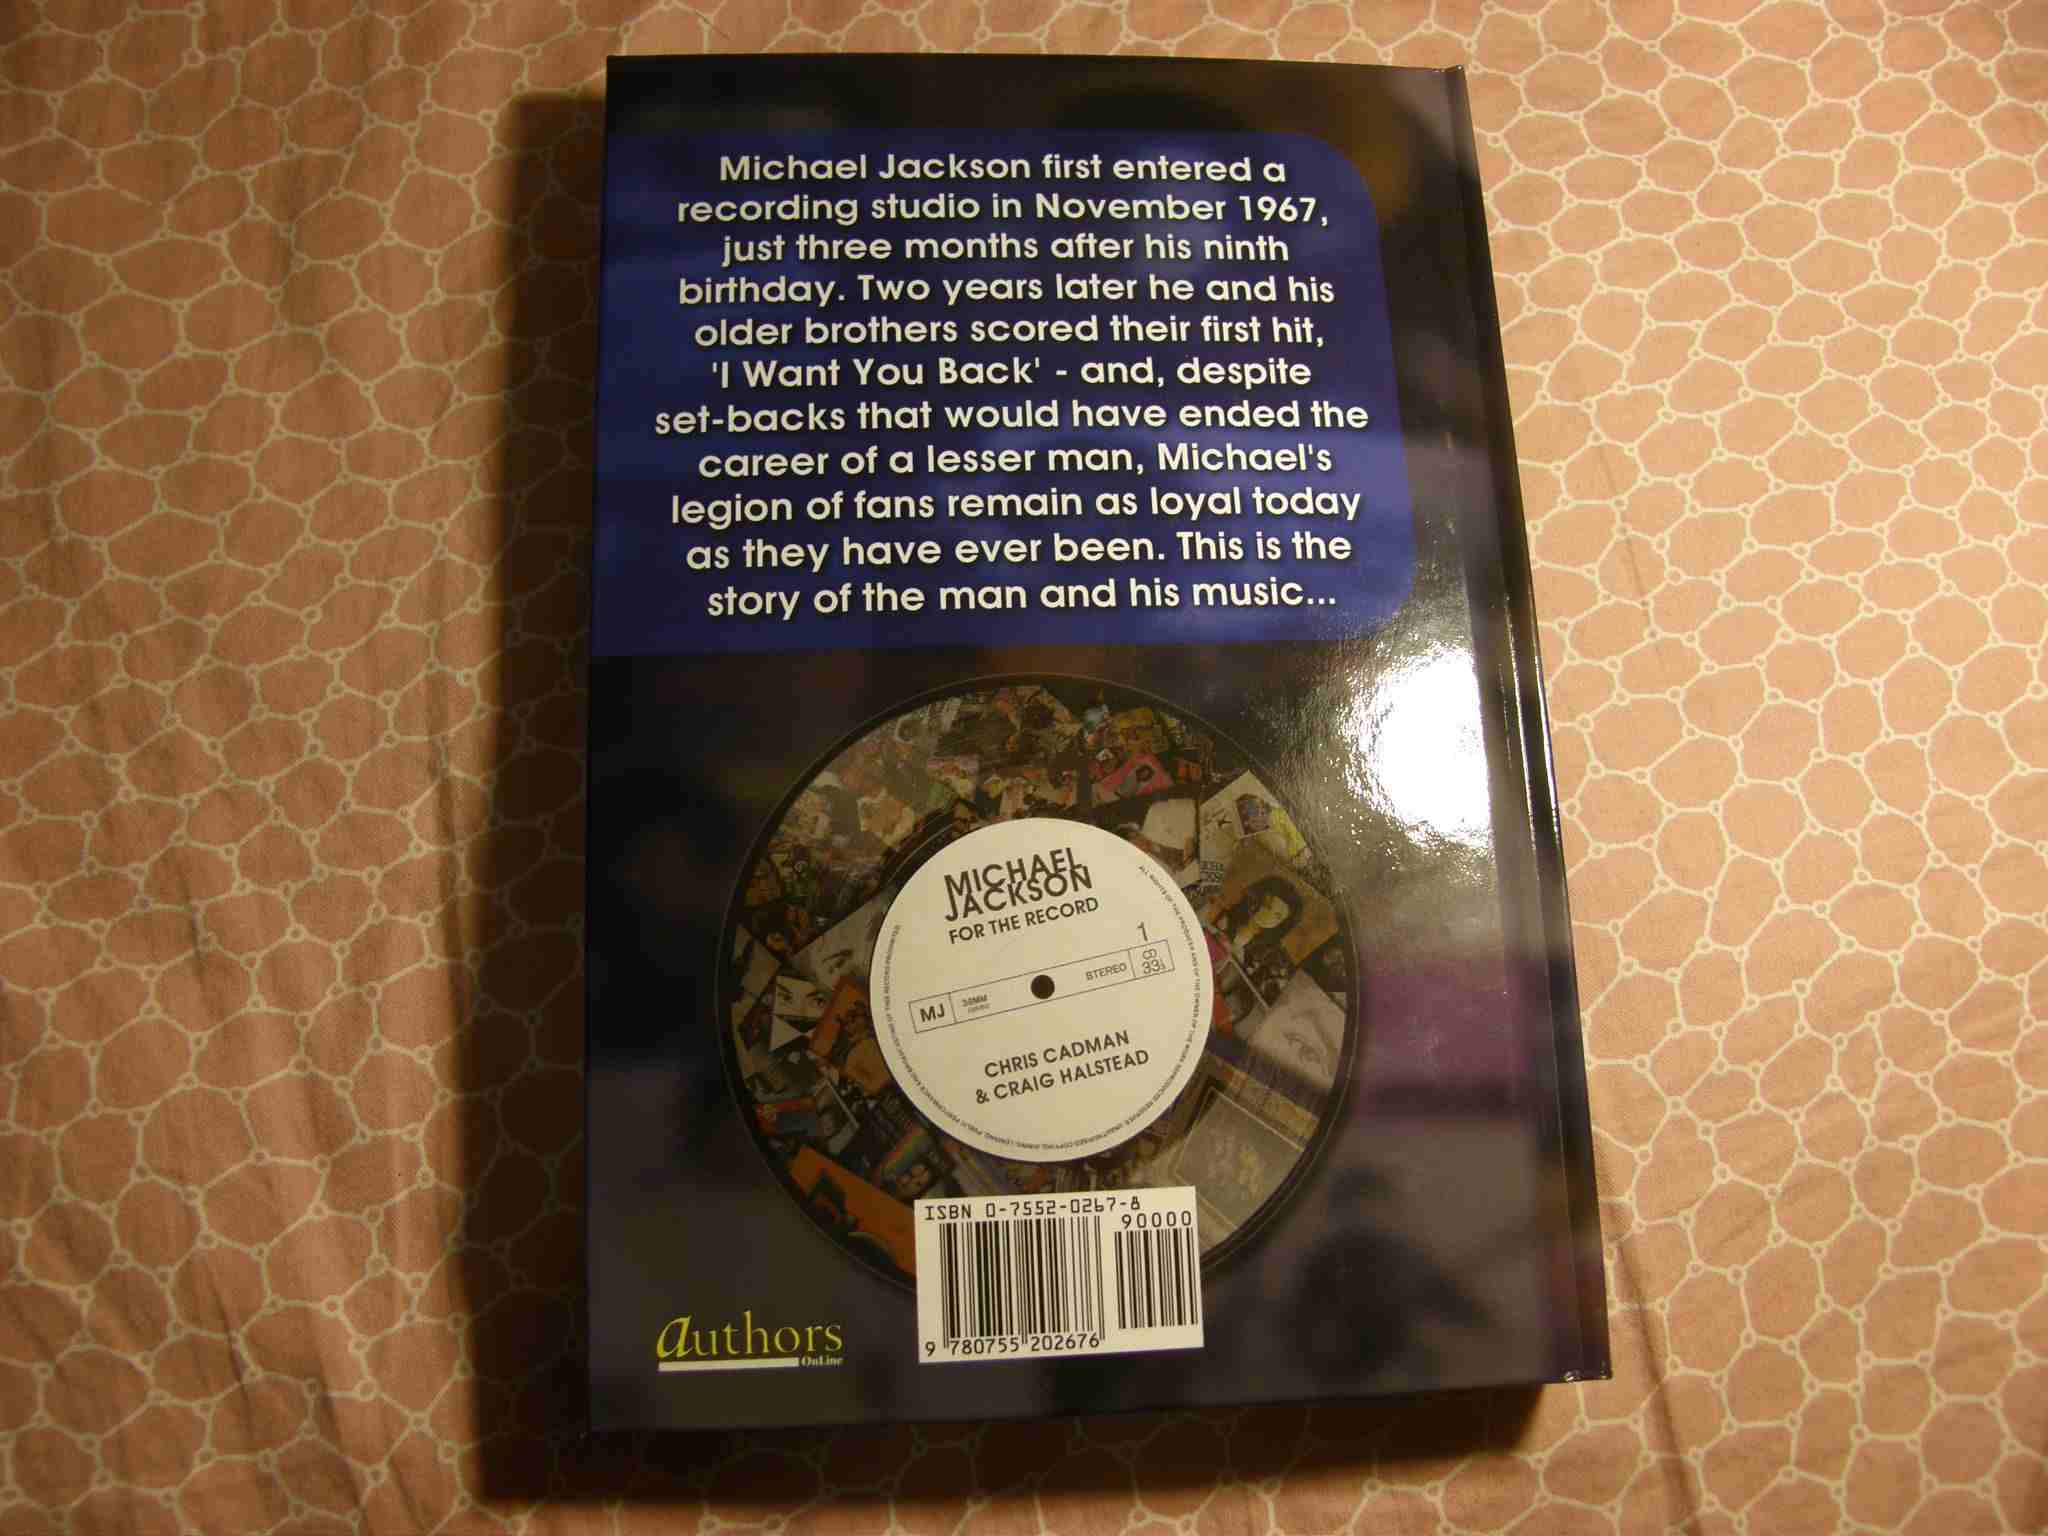 Michael Jackson first entered a
recording studio in November 1967,
just three months after his ninth
birthday. Two years later he and his
older brothers scored their first hit,
'I Want You Back' - and, despite
set-backs that would have ended the
career of a lesser man, Michael's
legion of fans remain as loyal today
as they have ever been. This is the
story of the man and his music...
MICHAEL
JACKSON
FOR THE RECORD
1
CD
33⅓
STEREO
MJ
CHRIS CADMAN
& CRAIG HALSTEAD
ISBN 0-7552-0267-8
90000
9 780755 202676
authors
OnLine